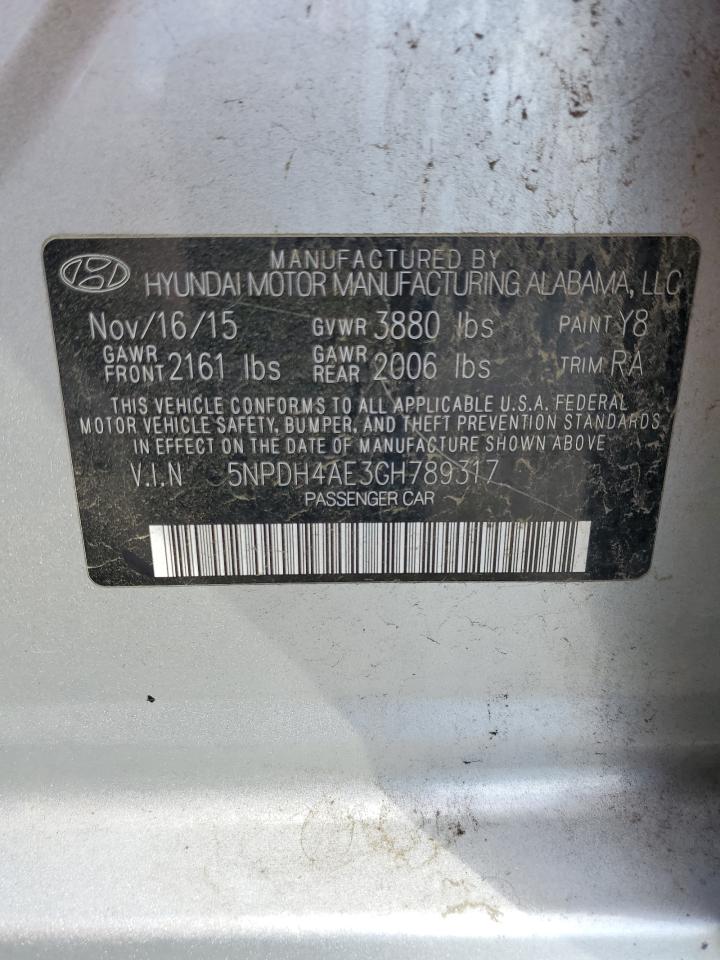 MANUFACTURED BY
HYUNDAI MOTOR MANUFACTURING ALABAMA, LLC
Nov/16/15 GVWR 3880 lbs PAINT Y8
GAWR FRONT 2161 lbs GAWR REAR 2006 lbs TRIM RA
THIS VEHICLE CONFORMS TO ALL APPLICABLE U.S.A. FEDERAL
MOTOR VEHICLE SAFETY, BUMPER, AND THEFT PREVENTION STANDARDS
IN EFFECT ON THE DATE OF MANUFACTURE SHOWN ABOVE
V.I.N 5NPDH4AE3GH789317
PASSENGER CAR